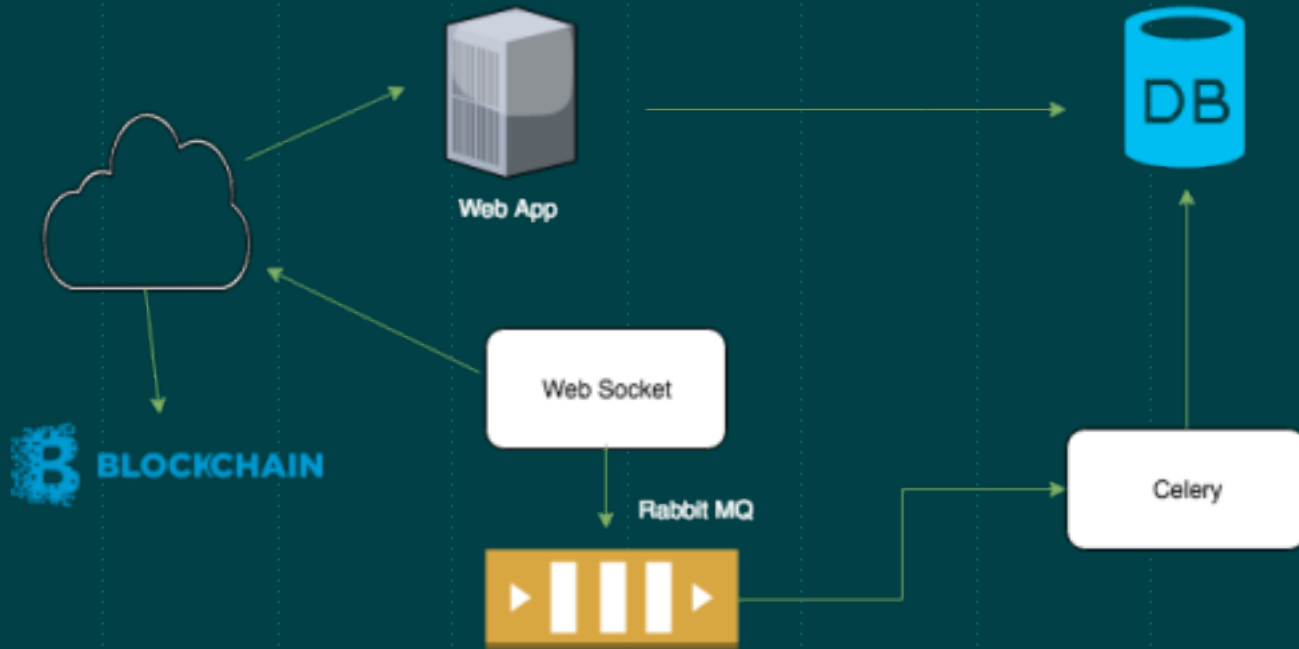 DB
Web App
Web Socket
BLOCKCHAIN
Rabbit MQ
Celery